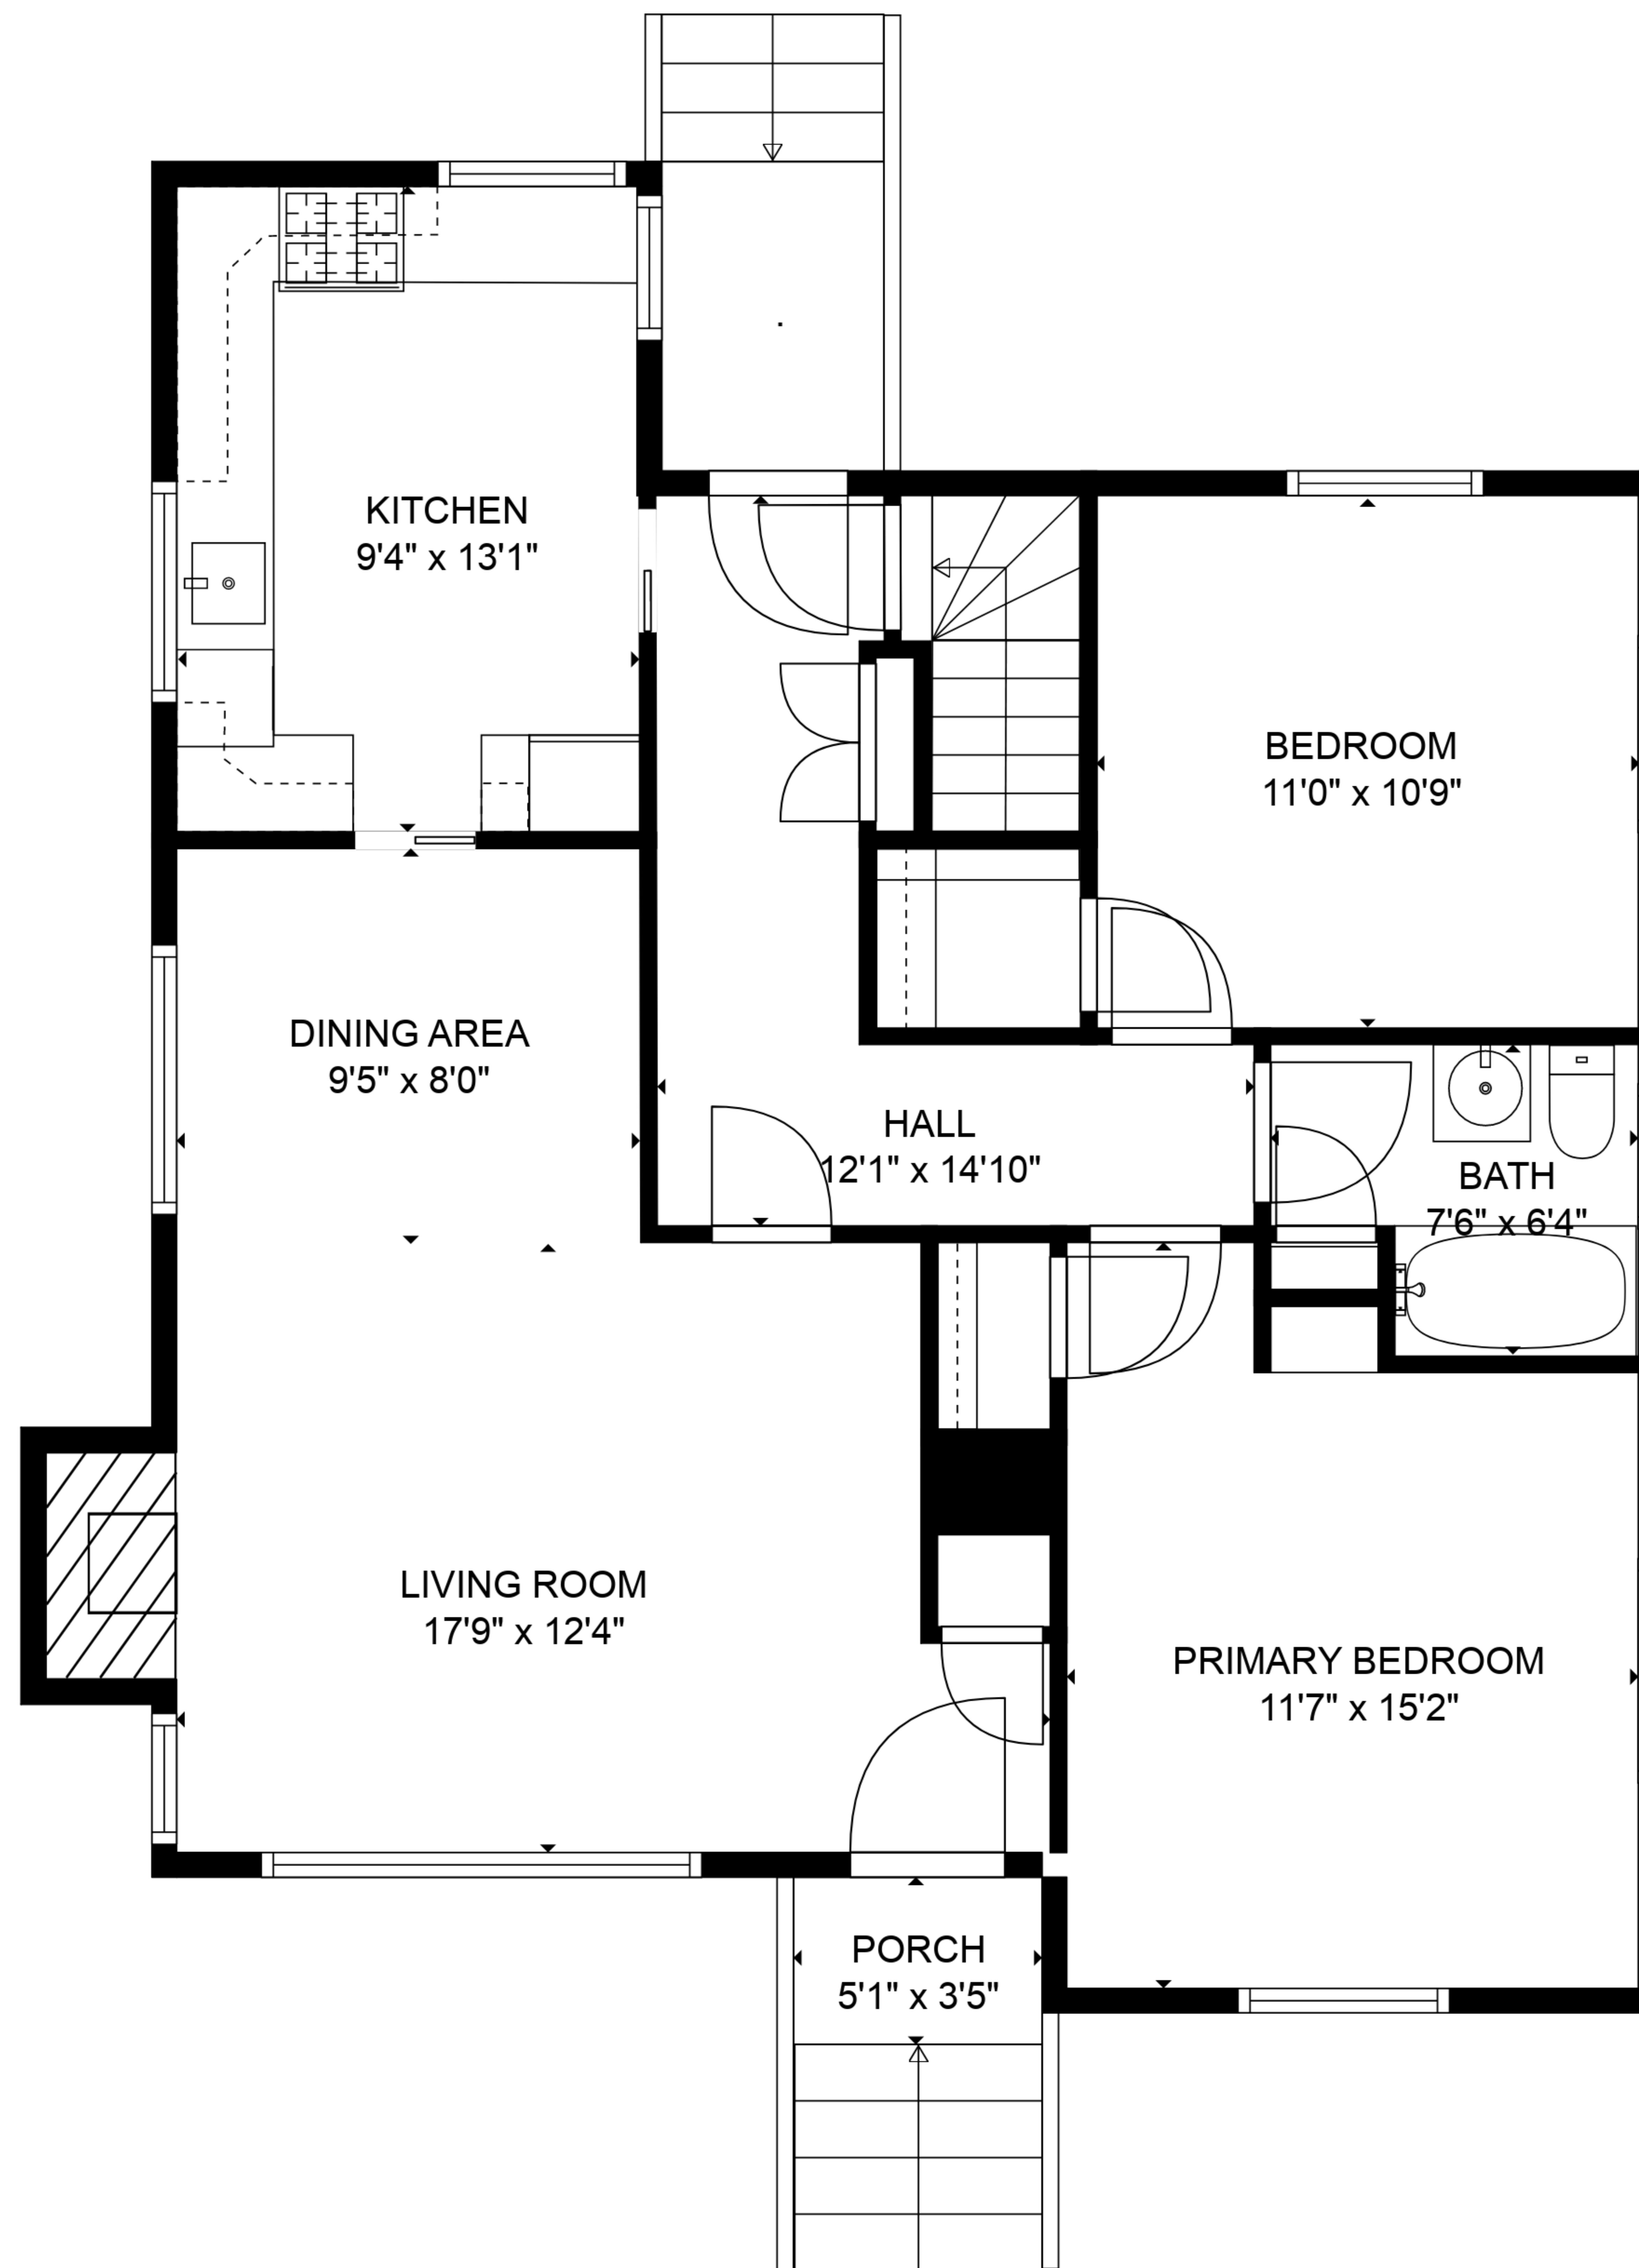 KITCHEN
9'4" x 13'1"
BEDROOM
11'0" x 10'9"
DINING AREA
9'5" x 8'0"
HALL
12'1" x 14'10"
BATH
7'6" x 6'4"
LIVING ROOM
17'9" x 12'4"
PRIMARY BEDROOM
11'7" x 15'2"
PORCH
5'1" x 3'5"